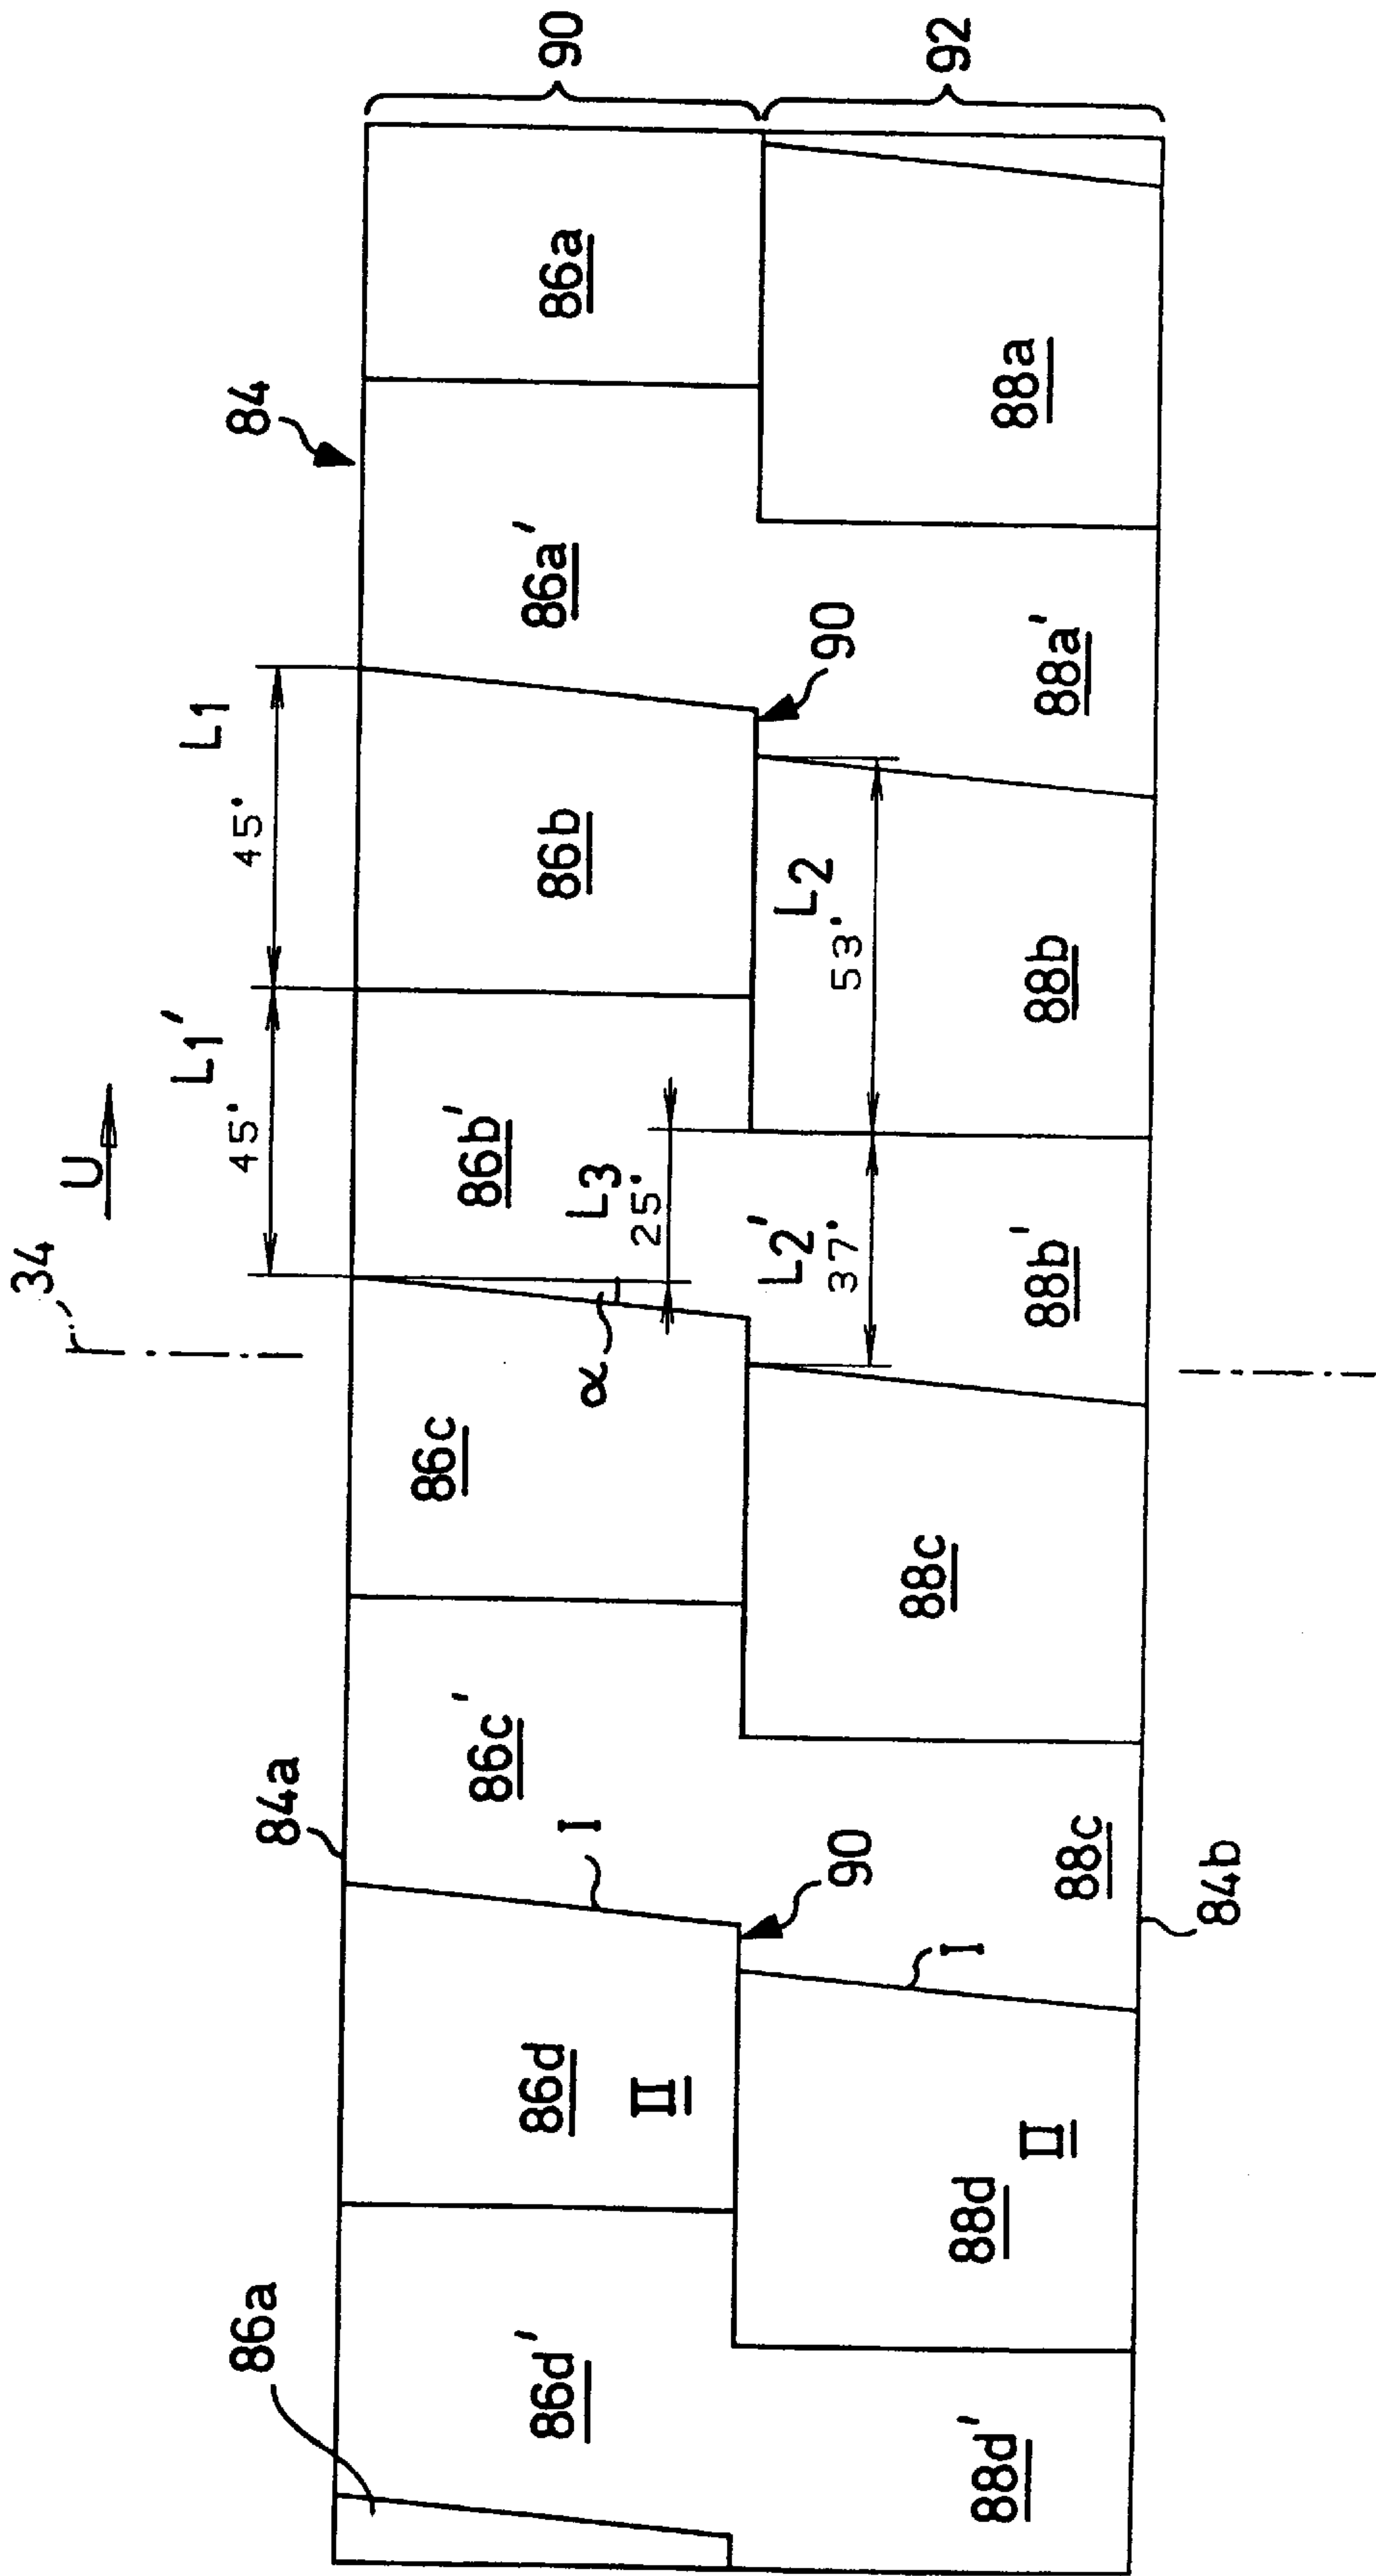 34
U
L1'
45°
L1
45°
84
90
92
86a
86d'
86d
II
84a
86c'
I
86c
α
86b'
L3
25°
86b
86a'
86a
90
90
88d'
88d
II
I
88c
84b
88c
L2'
37°
88b'
L2
53°
88b
88a'
88a